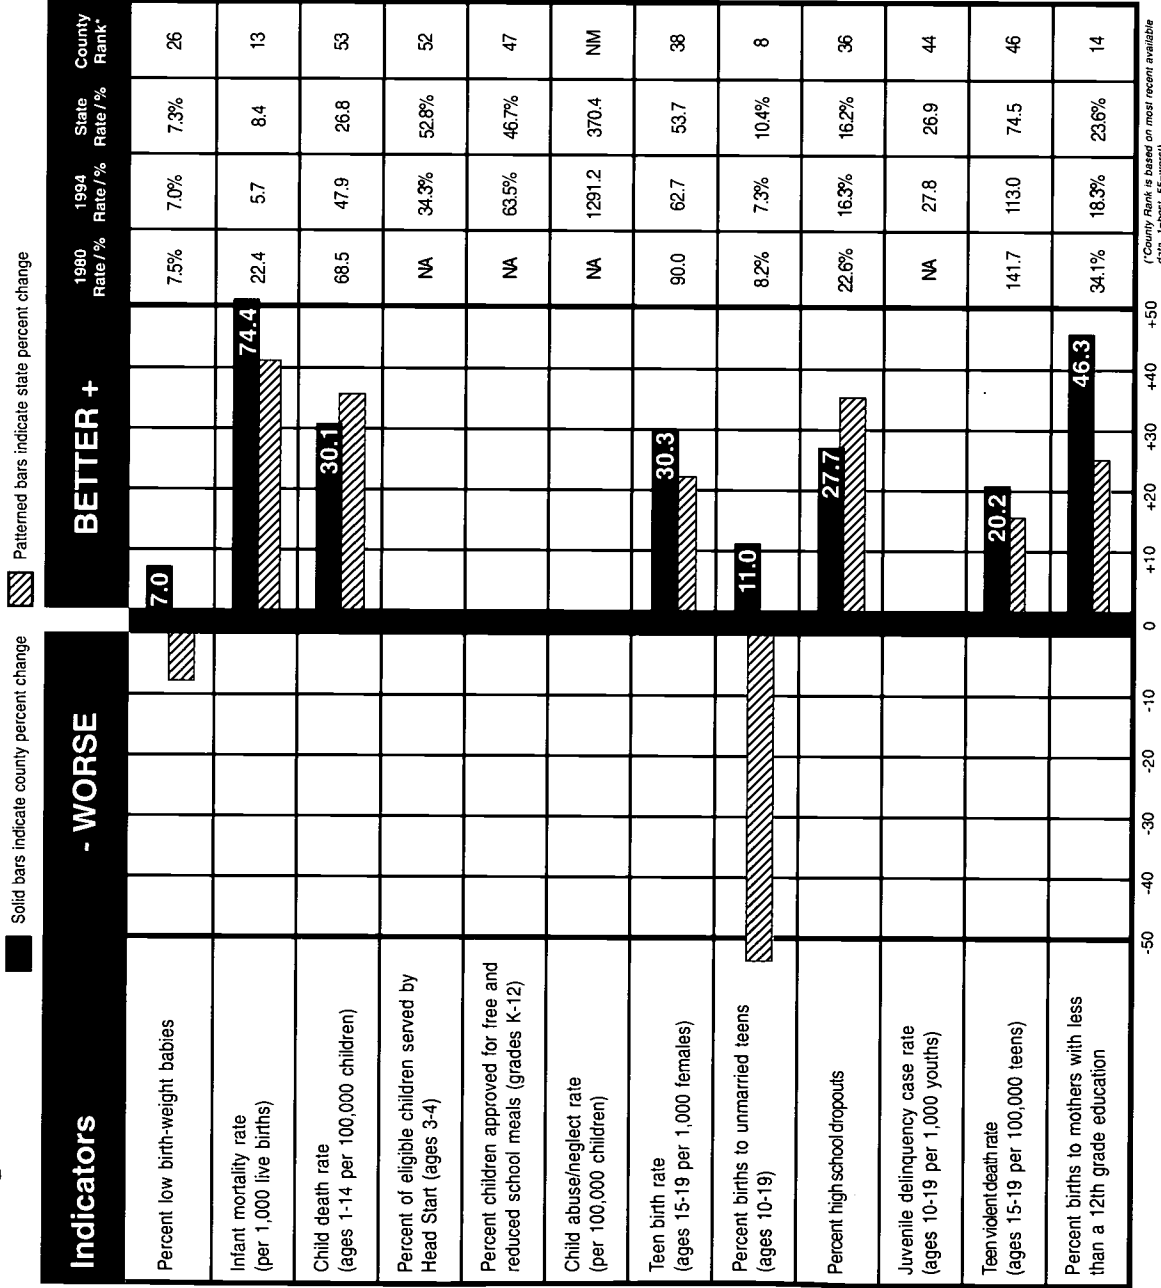 Solid bars indicate county percent change
Patterned bars indicate state percent change
Indicators
- WORSE
BETTER +
1980
Rate / %
1994
Rate / %
State
Rate / %
County
Rank*
Percent low birth-weight babies
7.0
7.5%
7.0%
7.3%
26
Infant mortality rate
(per 1,000 live births)
74.4
22.4
5.7
8.4
13
Child death rate
(ages 1-14 per 100,000 children)
30.1
68.5
47.9
26.8
53
Percent of eligible children served by
Head Start (ages 3-4)
NA
34.3%
52.8%
52
Percent children approved for free and
reduced school meals (grades K-12)
NA
63.5%
46.7%
47
Child abuse/neglect rate
(per 100,000 children)
NA
1291.2
370.4
NM
Teen birth rate
(ages 15-19 per 1,000 females)
30.3
90.0
62.7
53.7
38
Percent births to unmarried teens
(ages 10-19)
11.0
8.2%
7.3%
10.4%
8
Percent high school dropouts
27.7
22.6%
16.3%
16.2%
36
Juvenile delinquency case rate
(ages 10-19 per 1,000 youths)
NA
27.8
26.9
44
Teen violent death rate
(ages 15-19 per 100,000 teens)
20.2
141.7
113.0
74.5
46
Percent births to mothers with less
than a 12th grade education
46.3
34.1%
18.3%
23.6%
14
-50
-40
-30
-20
-10
0
+10
+20
+30
+40
+50
(*County Rank is based on most recent available